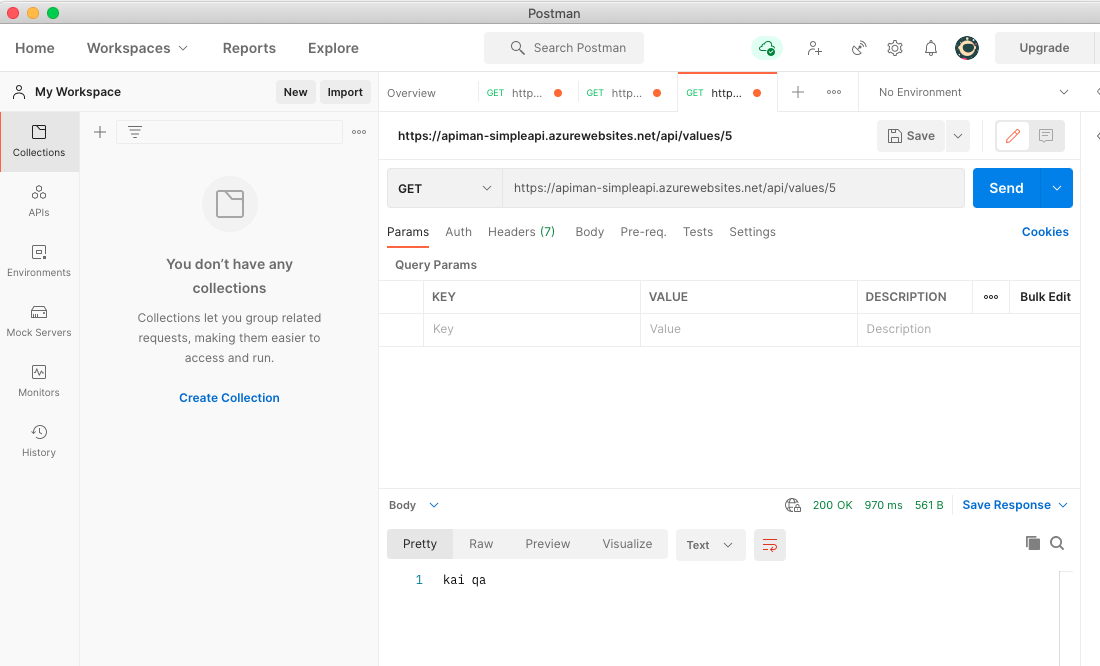 Postman
Home Workspaces Reports Explore Search Postman Upgrade
My Workspace New Import
Overview GET http... GET http... GET http... No Environment
Collections
APIs
Environments
Mock Servers
Monitors
History
You don't have any
collections
Collections let you group related
requests, making them easier to
access and run.
Create Collection
https://apiman-simpleapi.azurewebsites.net/api/values/5 Save
GET https://apiman-simpleapi.azurewebsites.net/api/values/5 Send
Params Auth Headers (7) Body Pre-req. Tests Settings Cookies
Query Params
KEY VALUE DESCRIPTION Bulk Edit
Key Value Description
Body 200 OK 970 ms 561 B Save Response
Pretty Raw Preview Visualize Text
1 kai qa